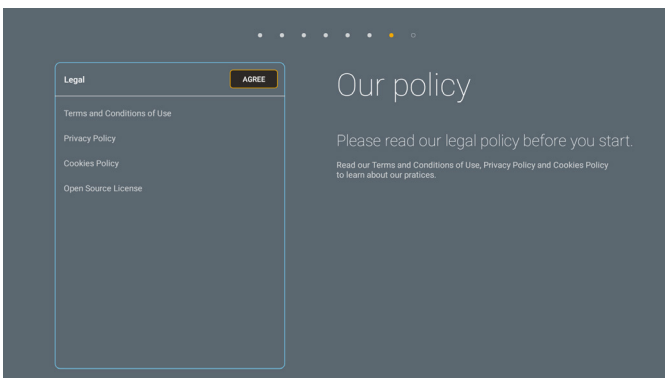 Legal
AGREE
Terms and Conditions of Use
Privacy Policy
Cookies Policy
Open Source License
Our policy
Please read our legal policy before you start.
Read our Terms and Conditions of Use, Privacy Policy and Cookies Policy
to learn about our pratices.